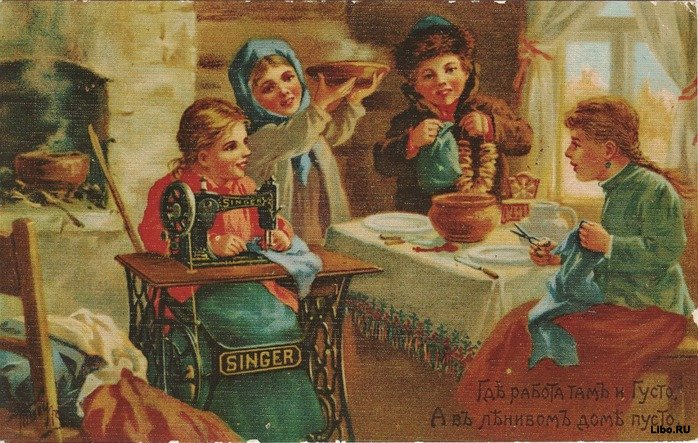 SINGER
SINGER
Гдѣ работа тамъ и густо,
А въ лѣнивомъ домѣ пусто.
Libo.RU